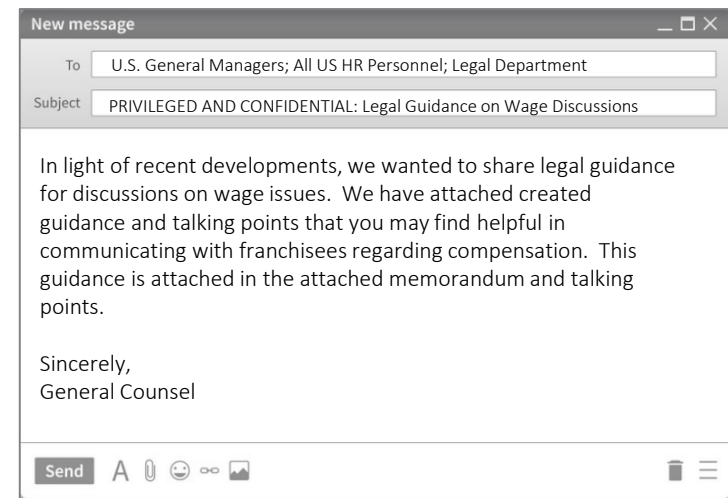 New message
To U.S. General Managers; All US HR Personnel; Legal Department
Subject PRIVILEGED AND CONFIDENTIAL: Legal Guidance on Wage Discussions
In light of recent developments, we wanted to share legal guidance
for discussions on wage issues.  We have attached created
guidance and talking points that you may find helpful in
communicating with franchisees regarding compensation.  This
guidance is attached in the attached memorandum and talking
points.
Sincerely,
General Counsel
Send A